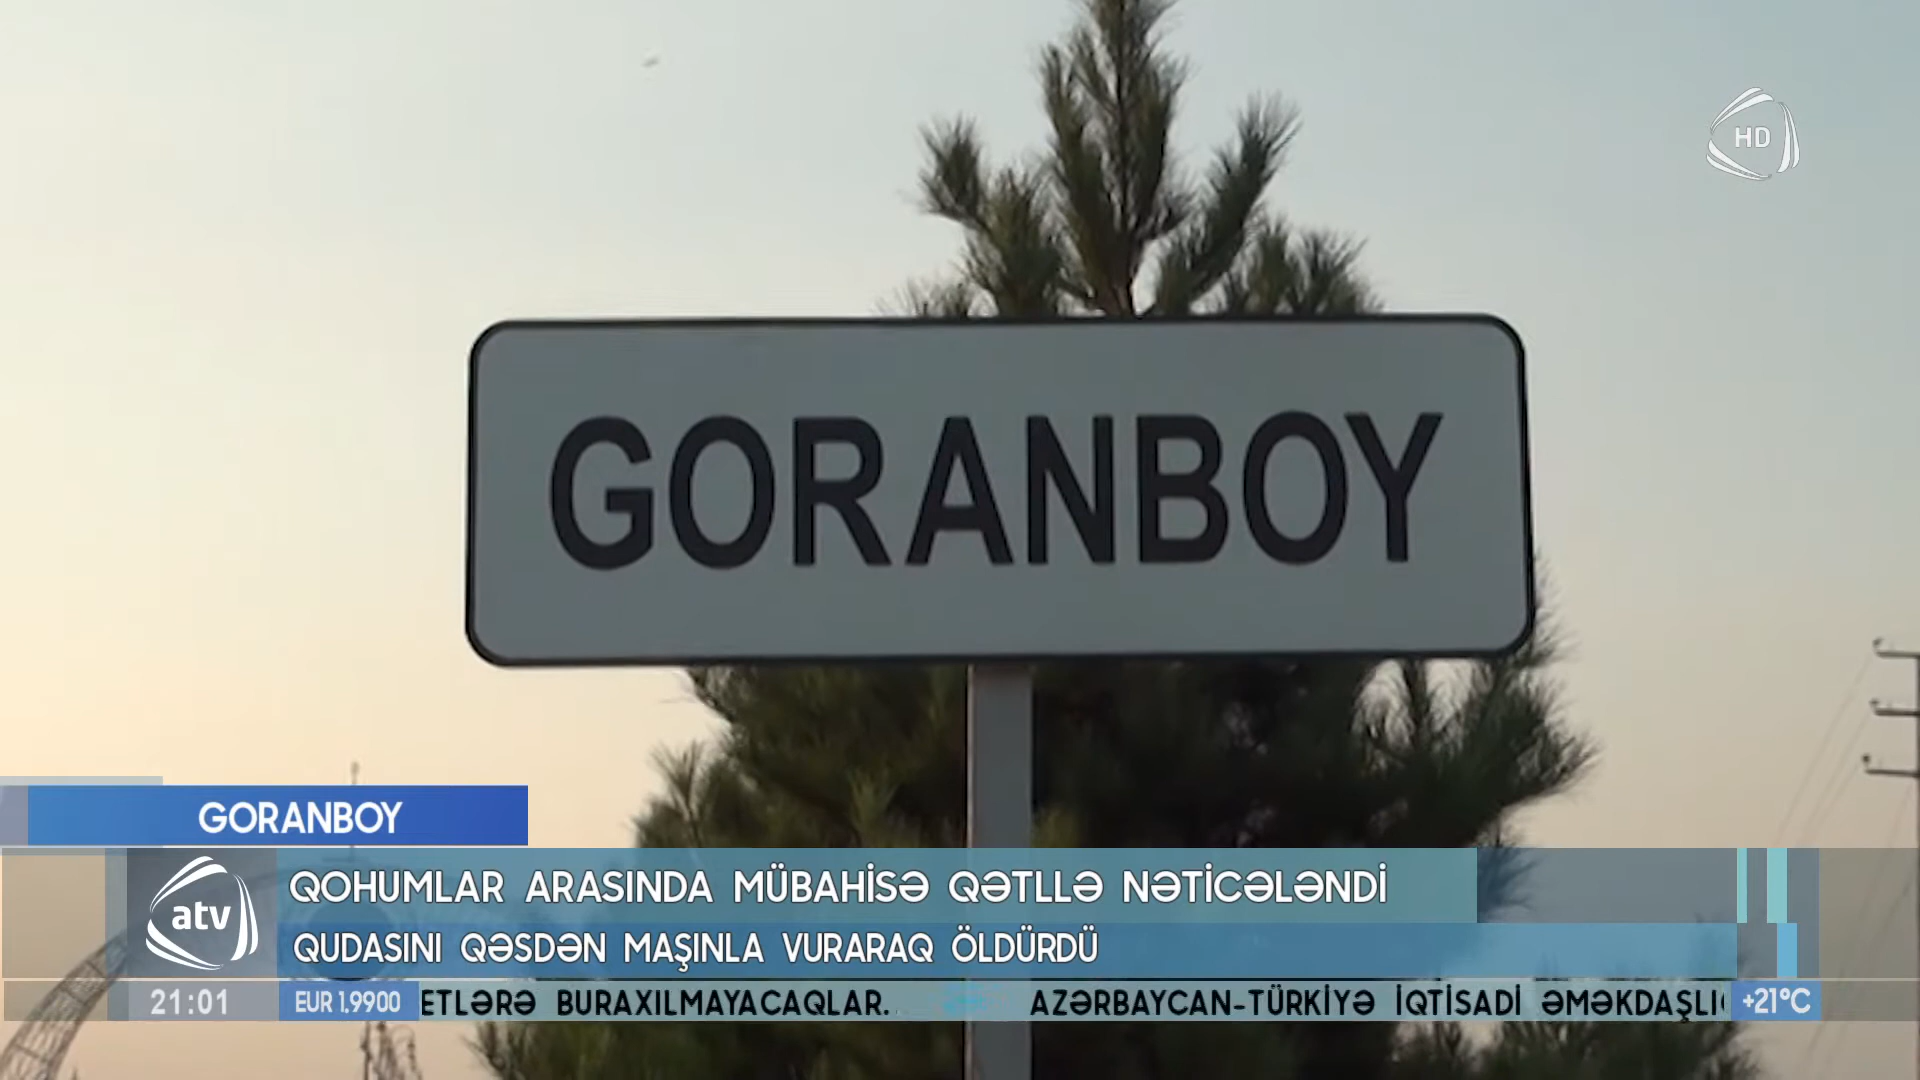 HD
GORANBOY
GORANBOY
atv
QOHUMLAR ARASINDA MÜBAHİSƏ QƏTLLƏ NƏTİCƏLƏNDİ
QUDASINI QƏSDƏN MAŞINLA VURARAQ ÖLDÜRDÜ
21:01 EUR 1,9900 ETLƏRƏ BURAXILMAYACAQLAR. AZƏRBAYCAN-TÜRKİYƏ İQTİSADİ ƏMƏKDAŞLI +21°C